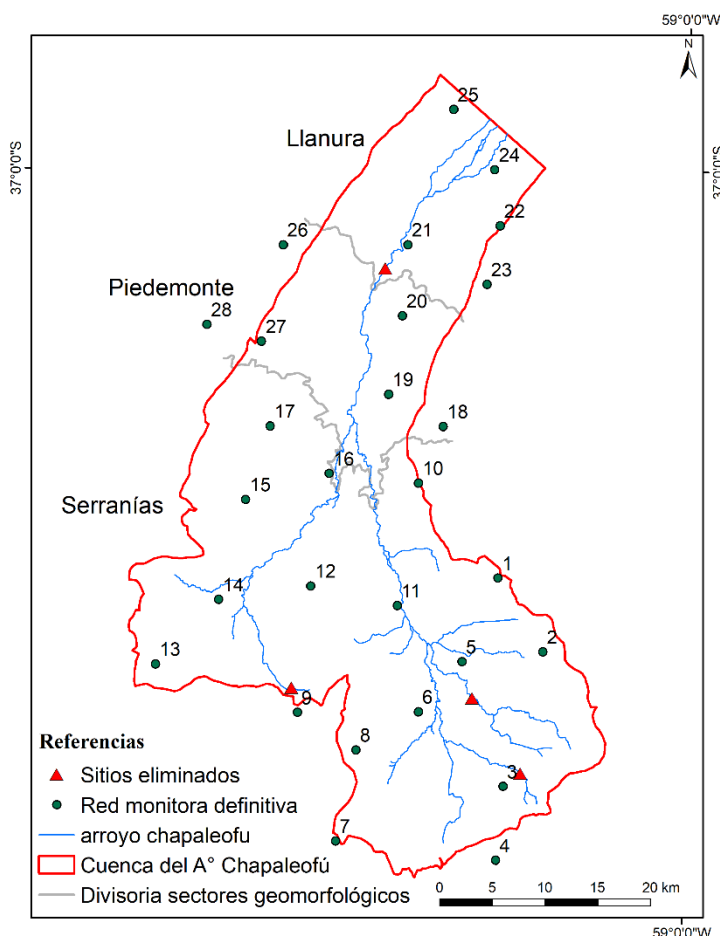 59°0'0"W
N
25
Llanura
24
37°0'0"S
37°0'0"S
22
26
21
23
Piedemonte
28
20
27
19
17
18
16
10
15
Serranías
1
12
14
11
2
5
13
9
6
Referencias
8
Sitios eliminados
3
Red monitora definitiva
7
arroyo chapaleofu
4
Cuenca del A° Chapaleofú
Divisoria sectores geomorfológicos
0 5 10 15 20 km
59°0'0"W